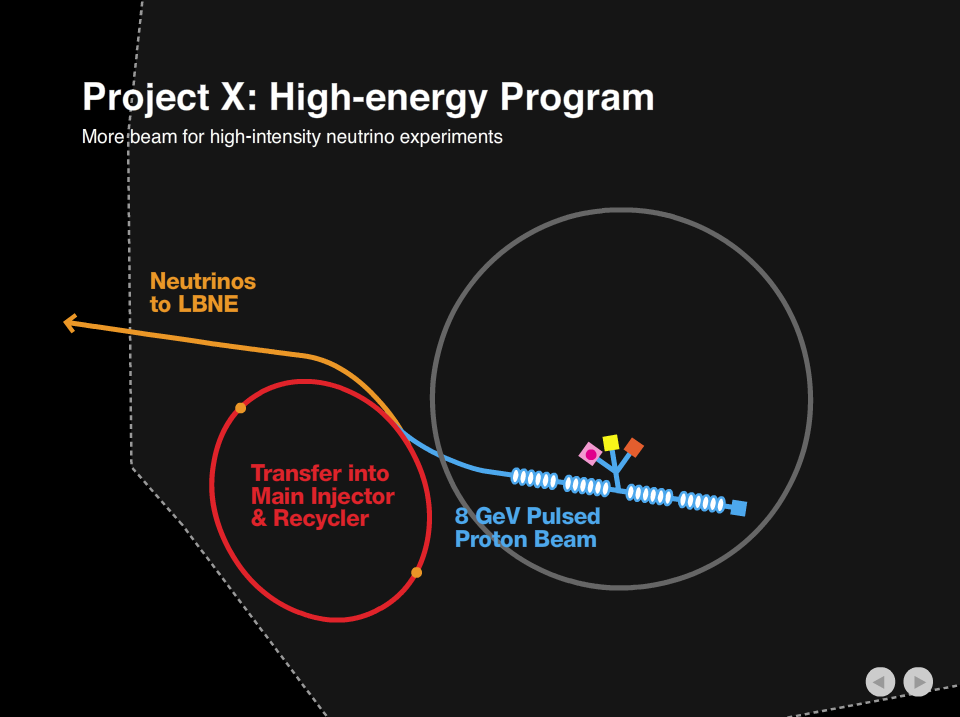 Project X: High-energy Program
More beam for high-intensity neutrino experiments
Neutrinos
to LBNE
Transfer into
Main Injector
& Recycler
8 GeV Pulsed
Proton Beam